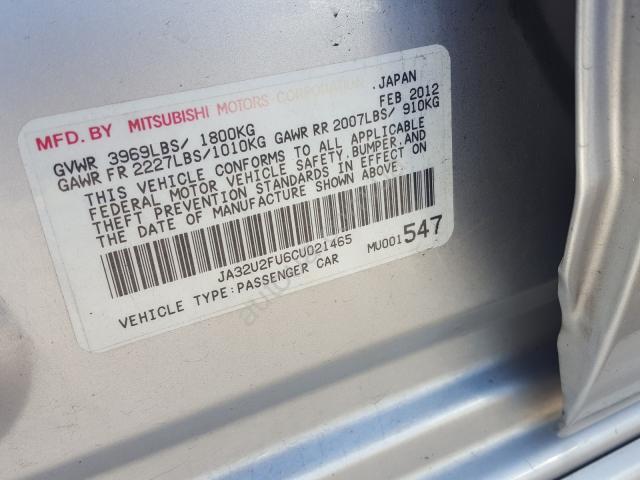 MFD. BY MITSUBISHI MOTORS CORPORATION, JAPAN
FEB 2012
GVWR 3969LBS/ 1800KG
GAWR FR 2227LBS/1010KG GAWR RR 2007LBS/ 910KG
THIS VEHICLE CONFORMS TO ALL APPLICABLE
FEDERAL MOTOR VEHICLE SAFETY,BUMPER,AND
THEFT PREVENTION STANDARDS IN EFFECT ON
THE DATE OF MANUFACTURE SHOWN ABOVE.
JA32U2FU6CU021465
MU001 547
VEHICLE TYPE:PASSENGER CAR